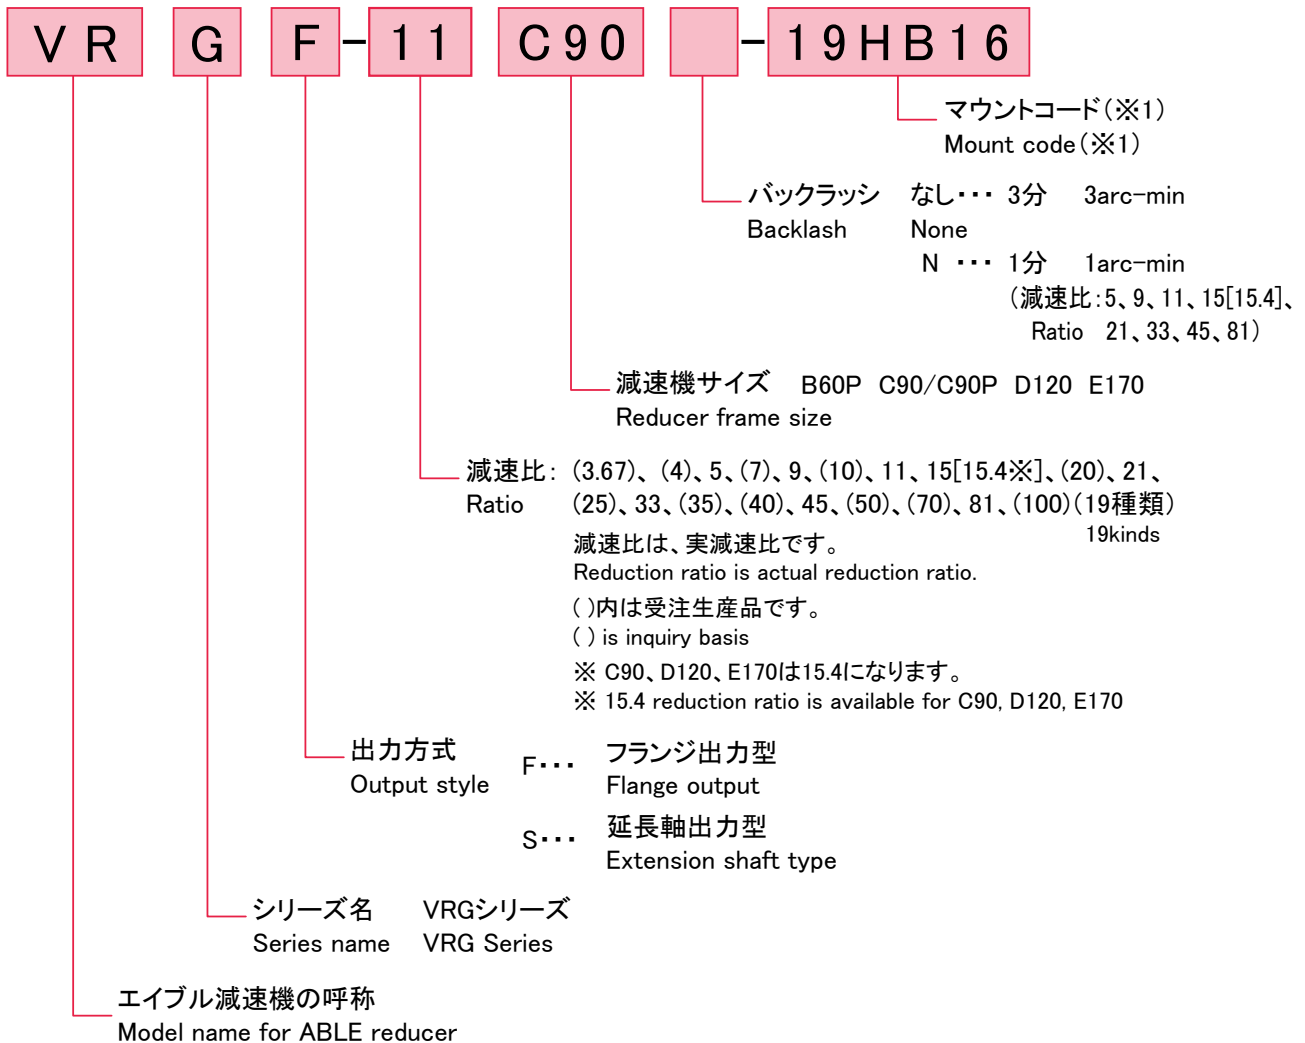 VR G F-11 C90 -19HB16
マウントコード(※1)
Mount code(※1)
バックラッシ なし・・・ 3分 3arc-min
Backlash None
N ・・・ 1分 1arc-min
(減速比:5、9、11、15[15.4]、
Ratio 21、33、45、81)
減速機サイズ B60P C90/C90P D120 E170
Reducer frame size
減速比: (3.67)、(4)、5、(7)、9、(10)、11、15[15.4※]、(20)、21、
Ratio (25)、33、(35)、(40)、45、(50)、(70)、81、(100)(19種類)
19kinds
減速比は、実減速比です。
Reduction ratio is actual reduction ratio.
( )内は受注生産品です。
( ) is inquiry basis
※ C90、D120、E170は15.4になります。
※ 15.4 reduction ratio is available for C90, D120, E170
出力方式 F・・・ フランジ出力型
Output style Flange output
S・・・ 延長軸出力型
Extension shaft type
シリーズ名 VRGシリーズ
Series name VRG Series
エイブル減速機の呼称
Model name for ABLE reducer